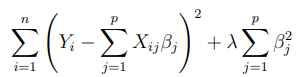 $$\sum_{i=1}^{n} \left( Y_i - \sum_{j=1}^{p} X_{ij} \beta_j \right)^2 + \lambda \sum_{j=1}^{p} \beta_j^2$$